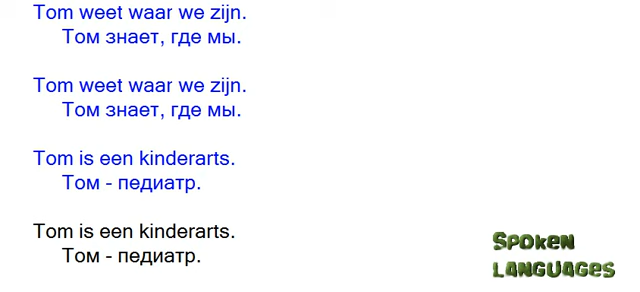 Tom weet waar we zijn.
Том знает, где мы.
Tom weet waar we zijn.
Том знает, где мы.
Tom is een kinderarts.
Том - педиатр.
Tom is een kinderarts.
Том - педиатр.
Spoken
Languages